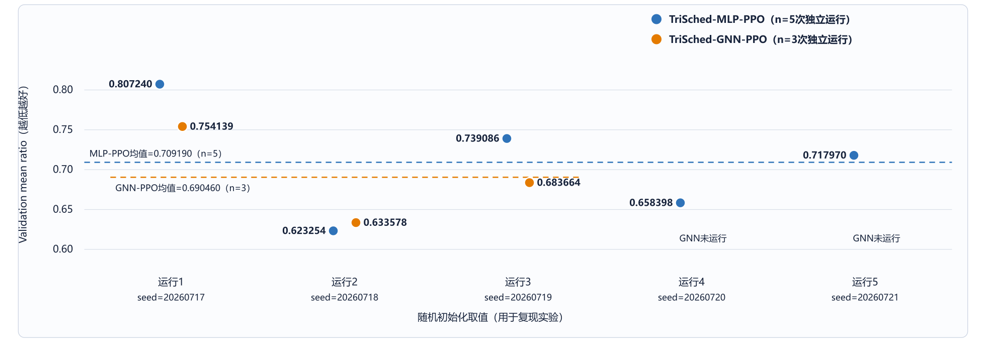 TriSched-MLP-PPO（n=5次独立运行）
TriSched-GNN-PPO（n=3次独立运行）
Validation mean ratio（越低越好）
0.80
0.75
0.70
0.65
0.60
0.807240
0.754139
MLP-PPO均值=0.709190（n=5）
GNN-PPO均值=0.690460（n=3）
0.623254
0.633578
0.739086
0.683664
0.658398
GNN未运行
0.717970
GNN未运行
运行1
seed=20260717
运行2
seed=20260718
运行3
seed=20260719
运行4
seed=20260720
运行5
seed=20260721
随机初始化取值（用于复现实验）